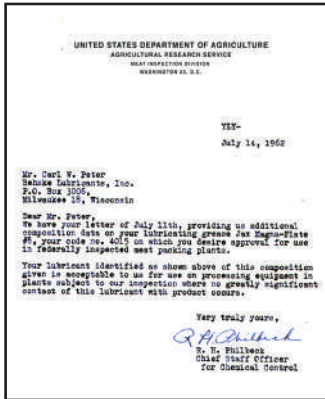 UNITED STATES DEPARTMENT OF AGRICULTURE
AGRICULTURAL RESEARCH SERVICE
MEAT INSPECTION DIVISION
WASHINGTON 25, D.C.
July 14, 1962
Mr. Carl W. Peter
Behnke Lubricants, Inc.
P.O. Box 3006,
Milwaukee 18, Wisconsin
Dear Mr. Peter,
We have your letter of July 11th, providing us additional
composition data on your lubricating grease Jax Magna-Plate
#8, your code no. 4015 on which you desire approval for use
in federally inspected meat packing plants.
Your lubricant identified as shown above of this composition
given is acceptable to us for use on processing equipment in
plants subject to our inspection where no greatly significant
contact of this lubricant with product occurs.
Very truly yours,
R H Philbeck
R. H. Philbeck
Chief Staff Officer
for Chemical Control